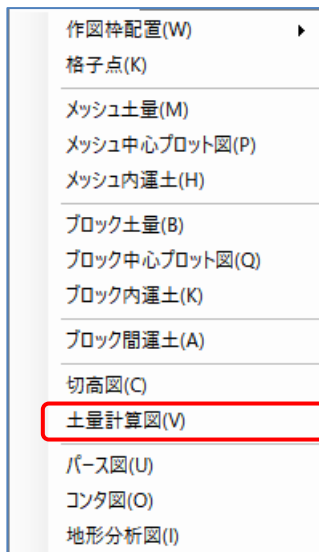 作図枠配置(W)
格子点(K)
メッシュ土量(M)
メッシュ中心プロット図(P)
メッシュ内運土(H)
ブロック土量(B)
ブロック中心プロット図(Q)
ブロック内運土(K)
ブロック間運土(A)
切高図(C)
土量計算図(V)
パース図(U)
コンタ図(O)
地形分析図(I)